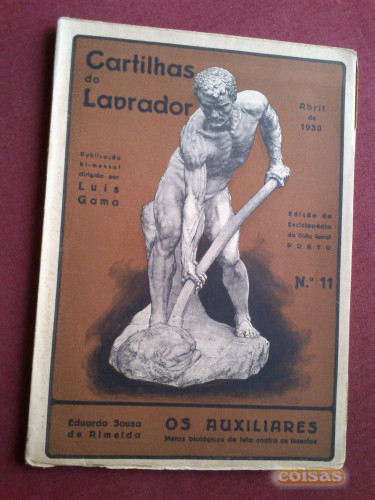 Cartilhas
do
Lavrador
Abril
de
1930
Publicação
bi-mensal
dirigida por
Luís
Gama
Edição da
Enciclopédia
da Vida Rural
PORTO
N.º 11
Eduardo Sousa
de Almeida
OS AUXILIARES
Meios biológicos de luta contra os insectos
coisas